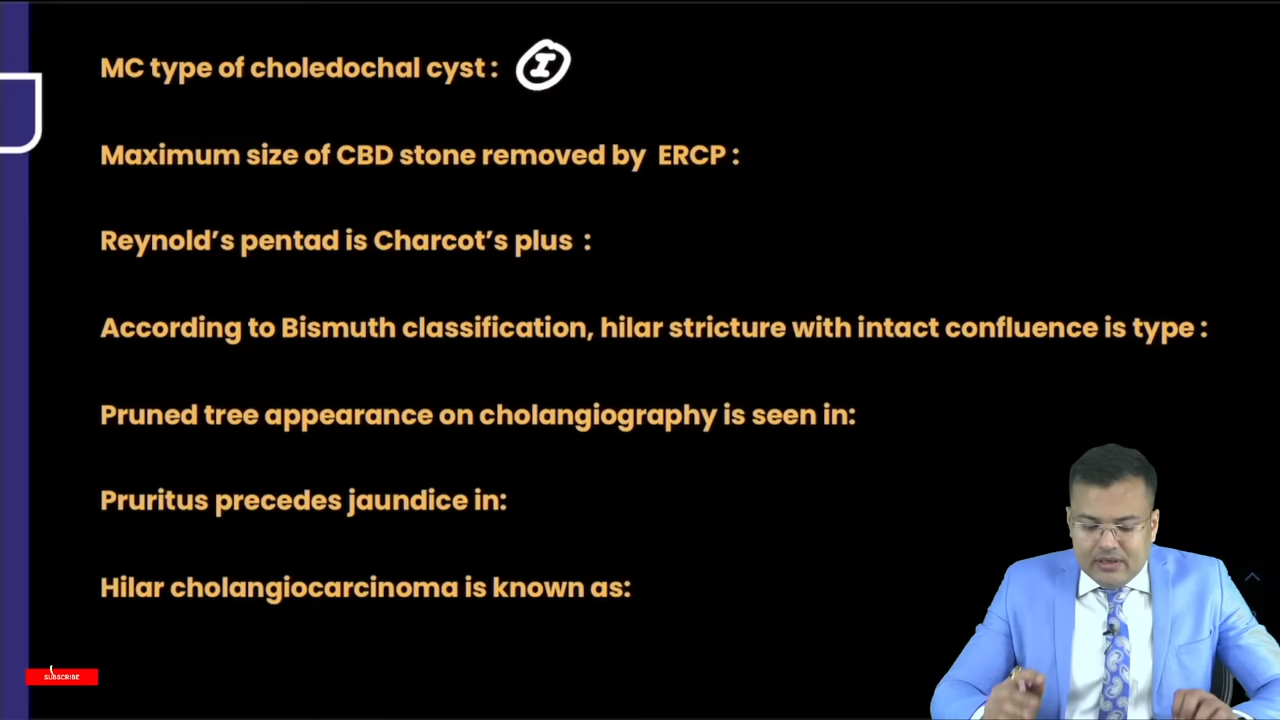 MC type of choledochal cyst : I
Maximum size of CBD stone removed by ERCP :
Reynold’s pentad is Charcot’s plus :
According to Bismuth classification, hilar stricture with intact confluence is type :
Pruned tree appearance on cholangiography is seen in:
Pruritus precedes jaundice in:
Hilar cholangiocarcinoma is known as:
SUBSCRIBE